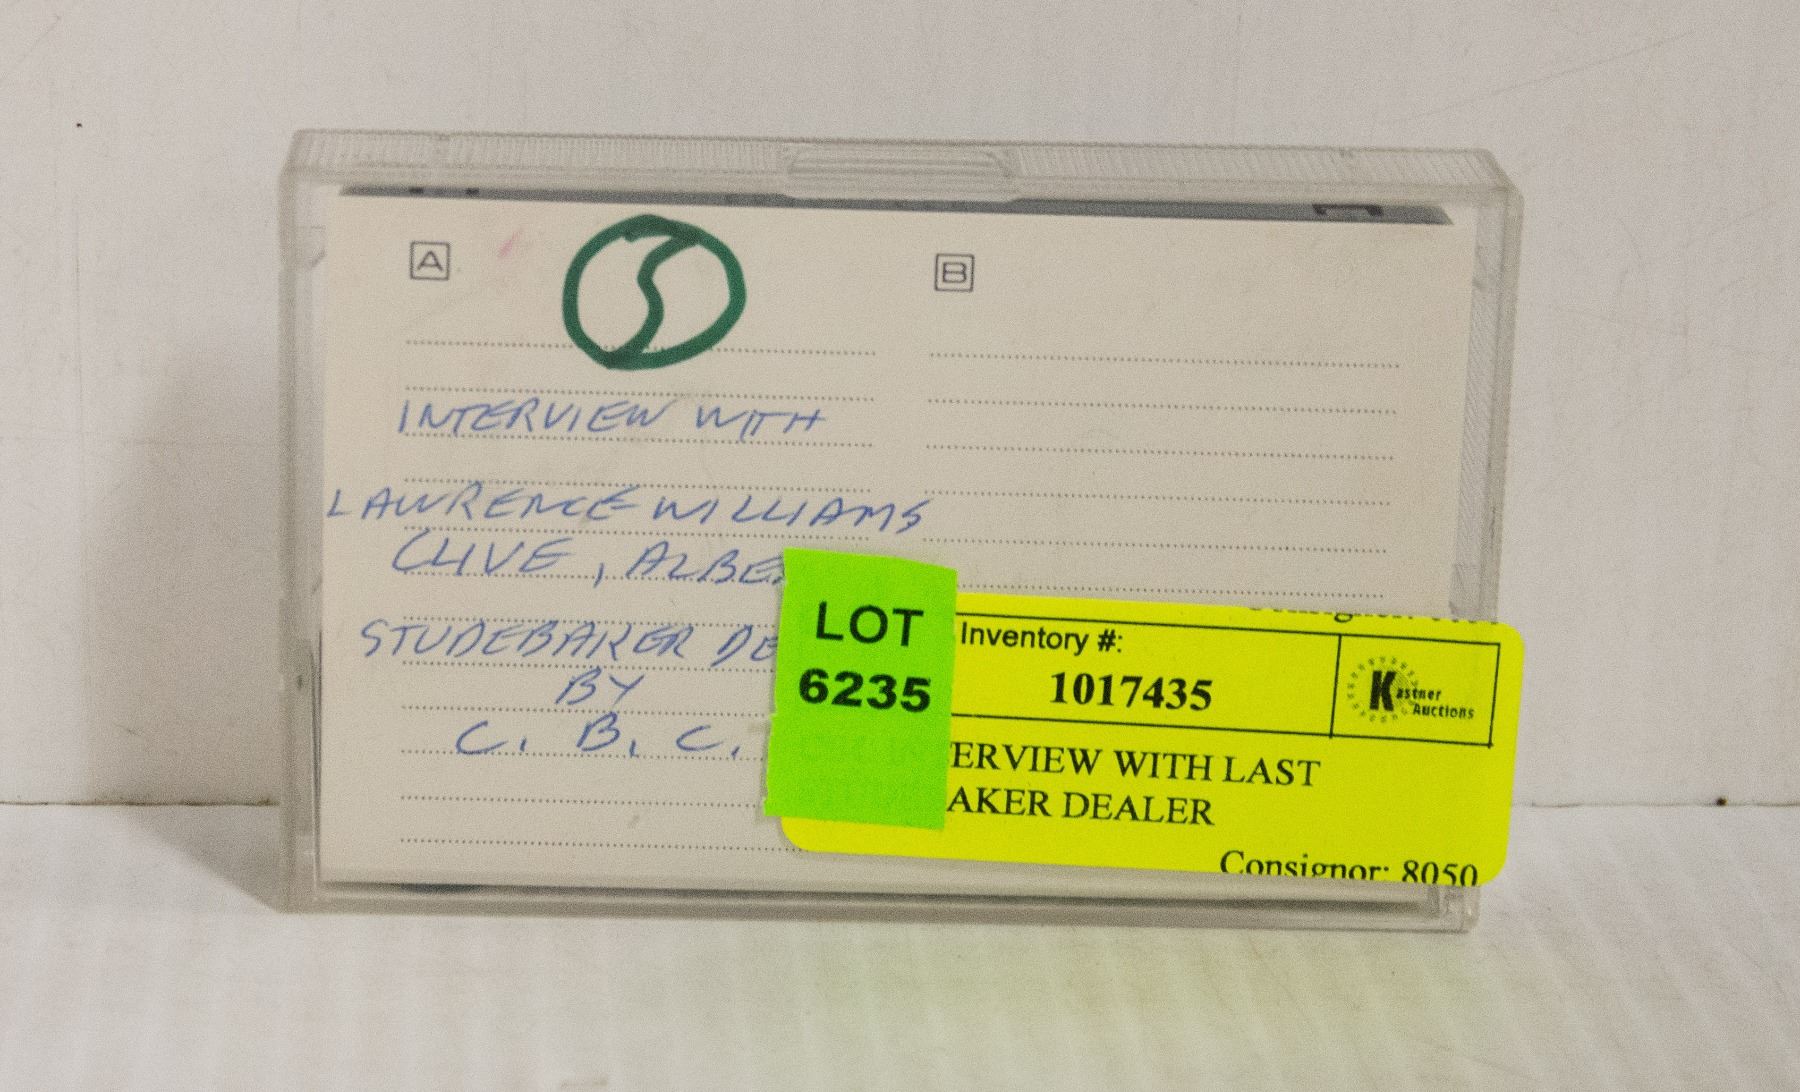 A
B
INTERVIEW WITH
LAWRENCE WILLIAMS
CLIVE, ALBE
STUDEBAKER DE
BY
C. B. C.
LOT
6235
Inventory #:
1017435
Kastner
Auctions
ERVIEW WITH LAST
AKER DEALER
Consignor: 8050